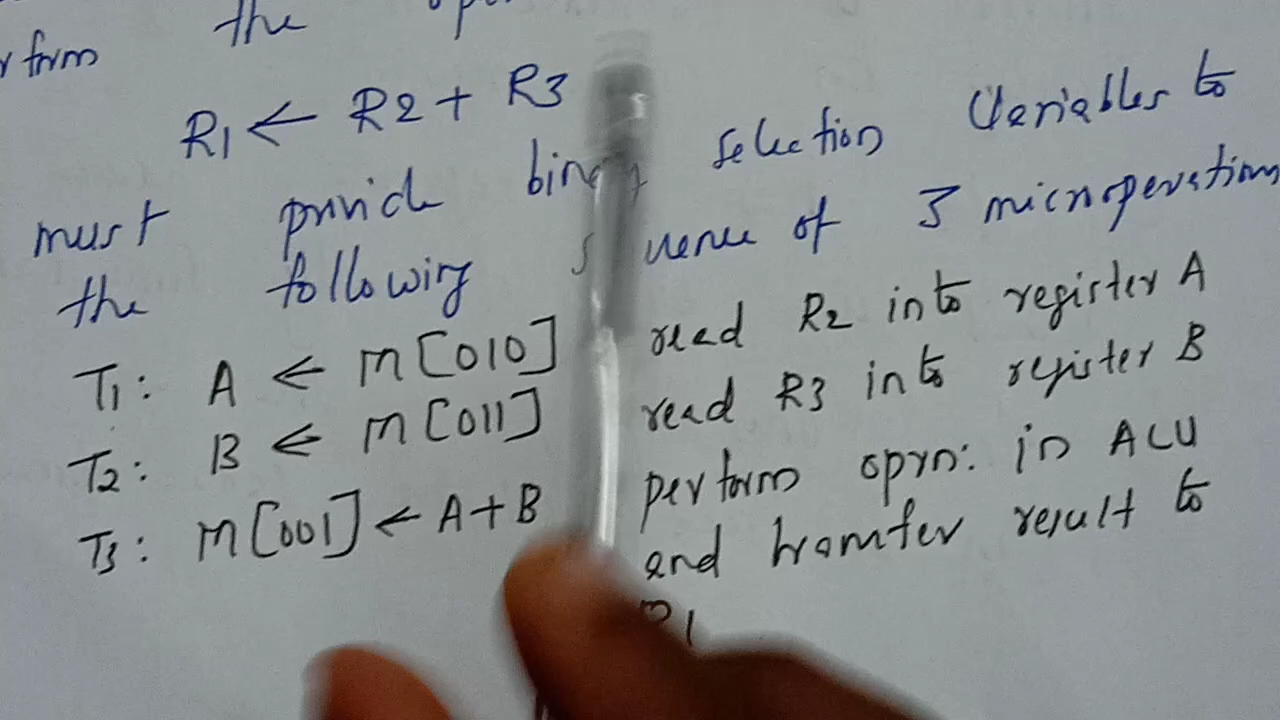 the
R1 ← R2 + R3
must provide selection variables to
the following of 3 microoperations
T1: A ← M[010] read R2 into register A
T2: B ← M[011] read R3 into register B
T3: M[001] ← A+B perform oprn: in ALU
and transfer result to